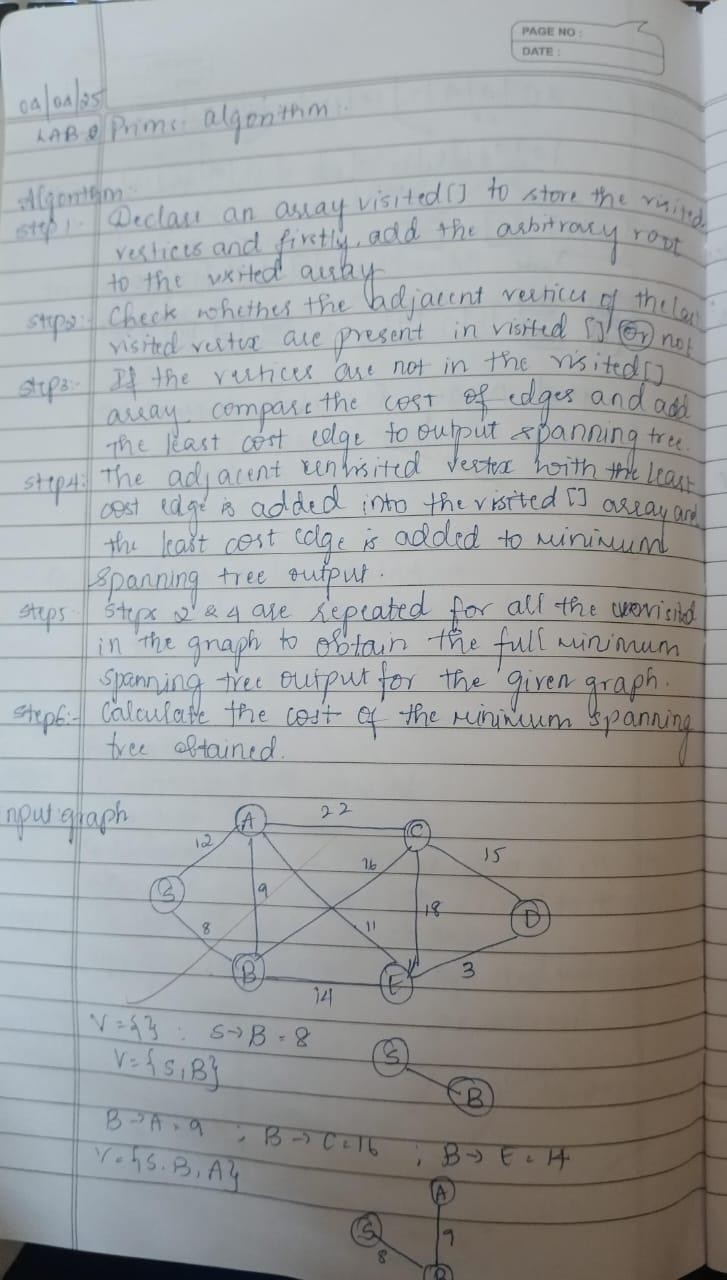 PAGE NO :
DATE :
04/04/25
LAB 8 Prims algorithm :-
Algorithm
step 1:- Declare an array visited[] to store the visited
vertices and firstly, add the arbitrary root
to the visited array
step2:- Check whether the adjacent vertices of the last
visited vertex are present in visited [] or not
step3:- If the vertices are not in the visited[]
array compare the cost of edges and add
the least cost edge to output spanning tree.
step4: The adjacent unvisited vertex with the least
cost edge is added into the visited [] array and
the least cost edge is added to minimum
spanning tree output.
step5 Steps 2 & 4 are repeated for all the unvisited
in the graph to obtain the full minimum
spanning tree output for the given graph.
step6:- Calculate the cost of the minimum spanning
tree obtained.
nput graph
A 22 C
12 16 15
S 9 11 18 D
8
B 14 E 3
V={} : S→B = 8
V={S,B}
S B
B→A = 9 ; B→C=16 ; B→E = 14
V={S, B, A}
A
S 9
8 B